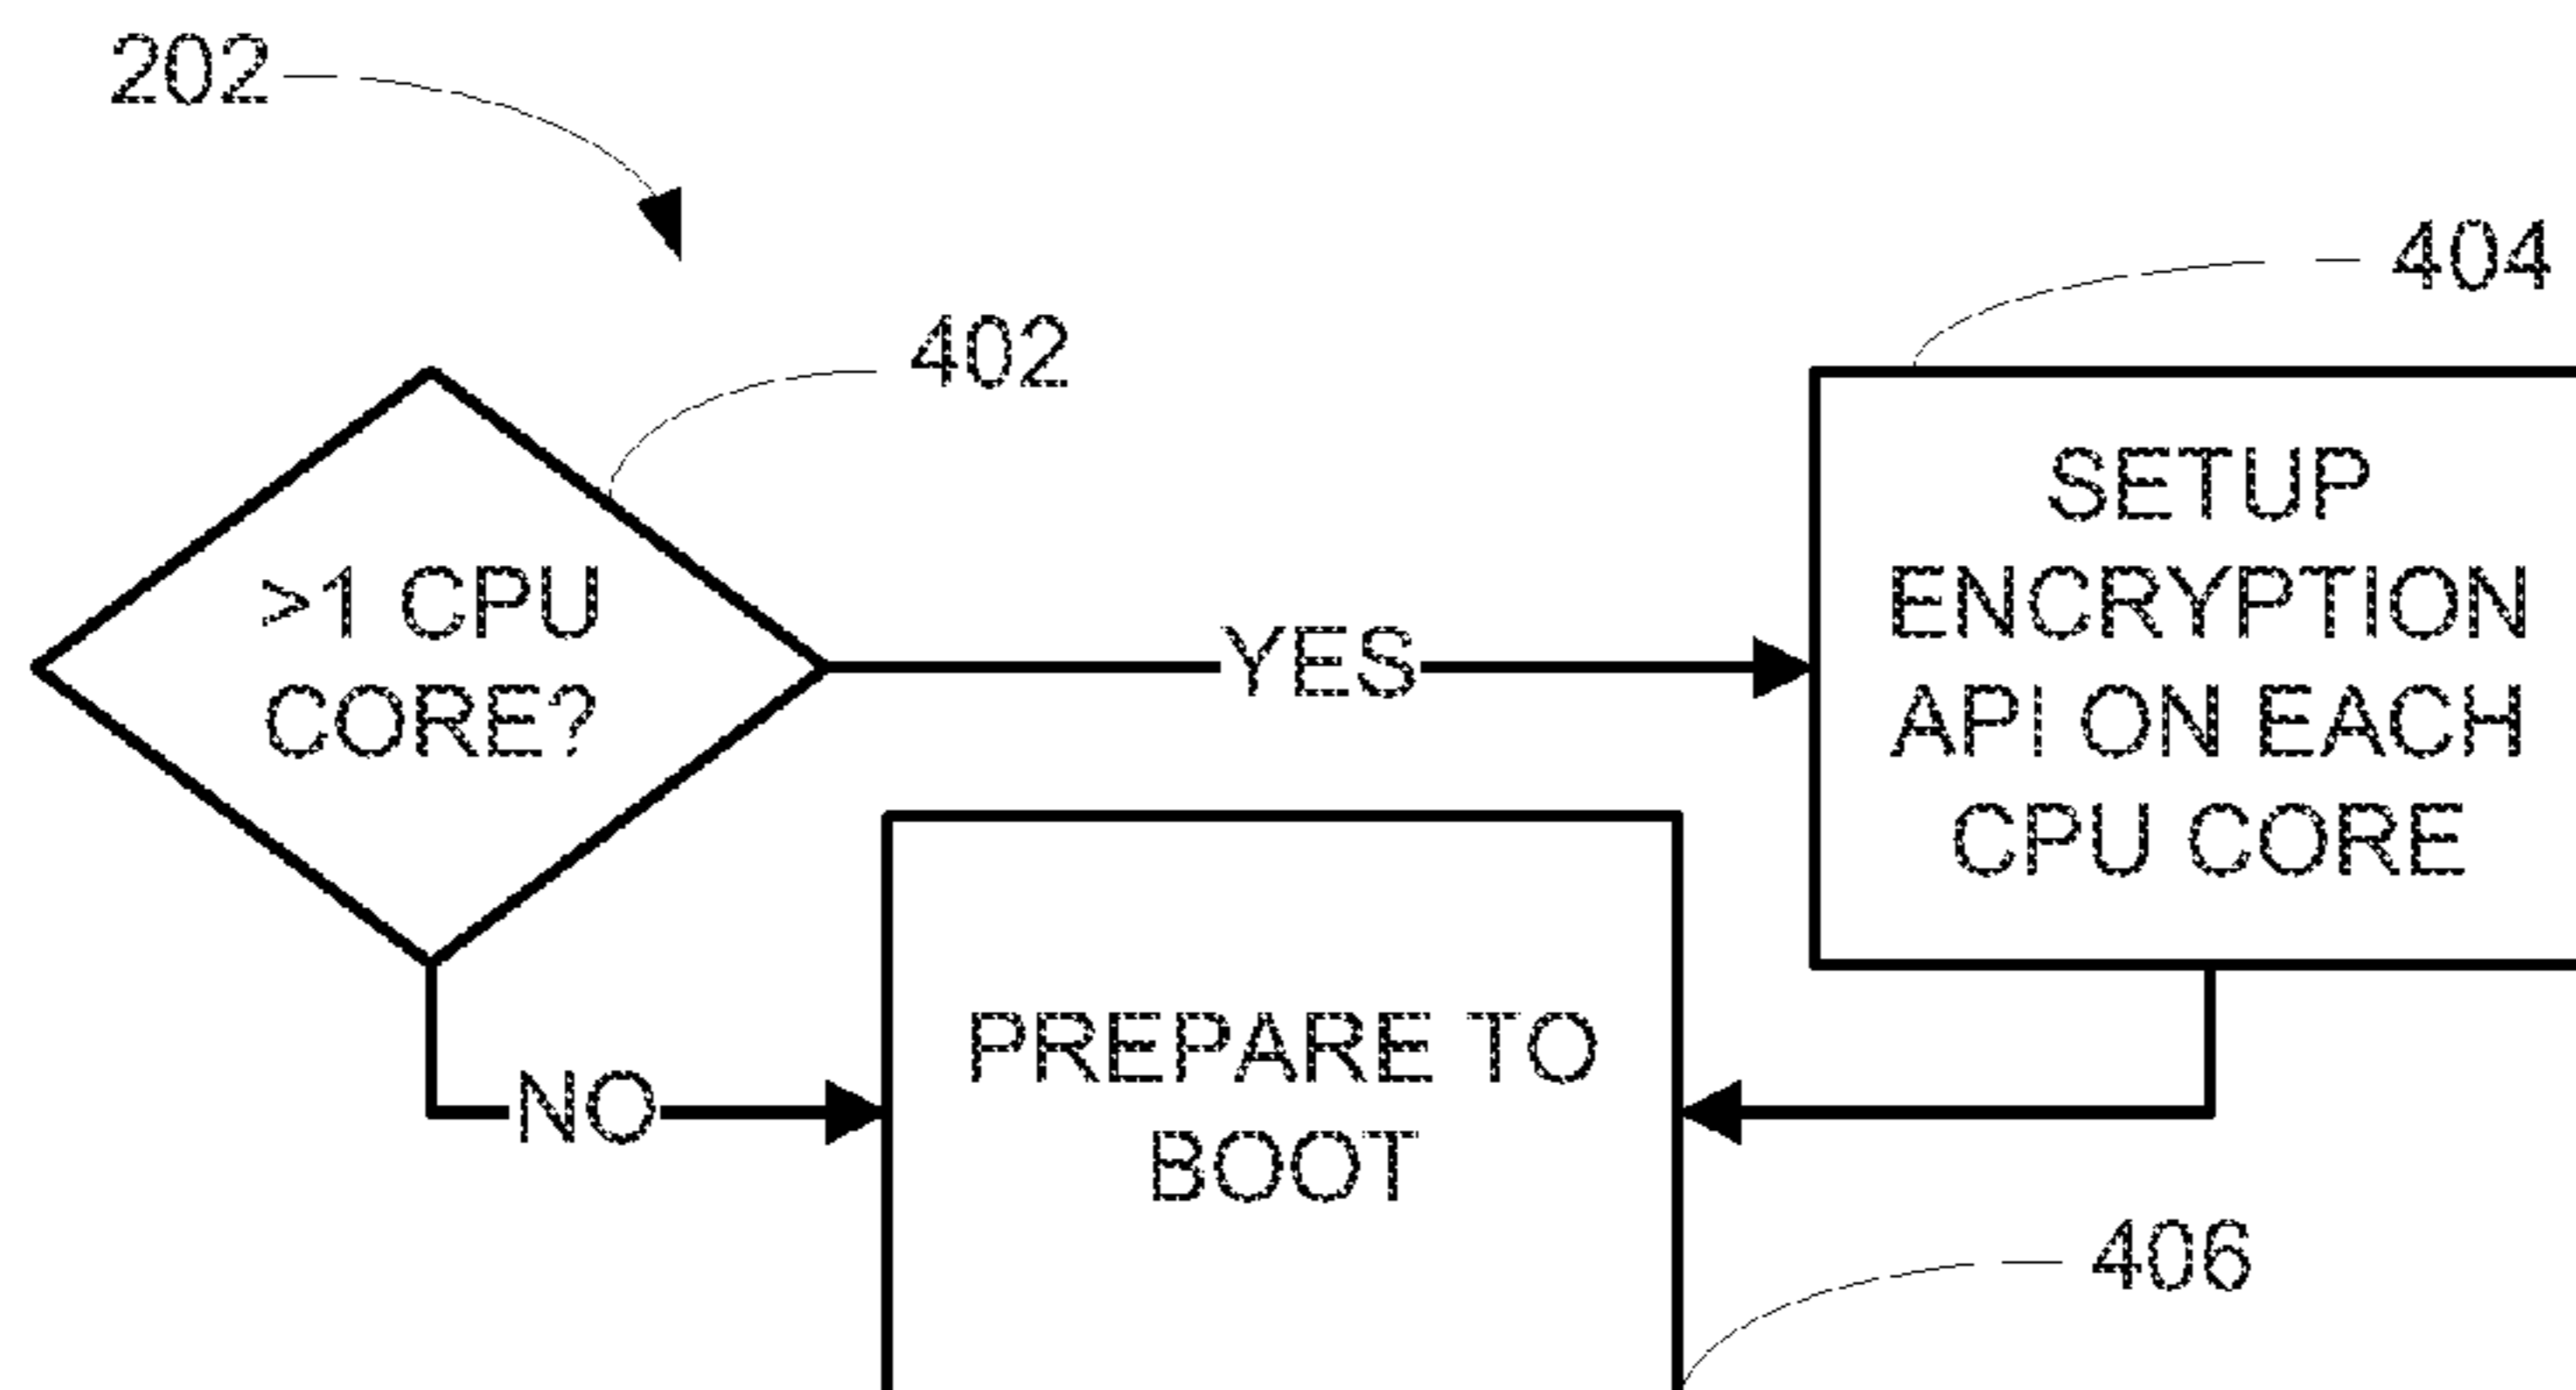 202
402
404
>1 CPU
CORE?
YES
SETUP
ENCRYPTION
API ON EACH
CPU CORE
NO
PREPARE TO
BOOT
406